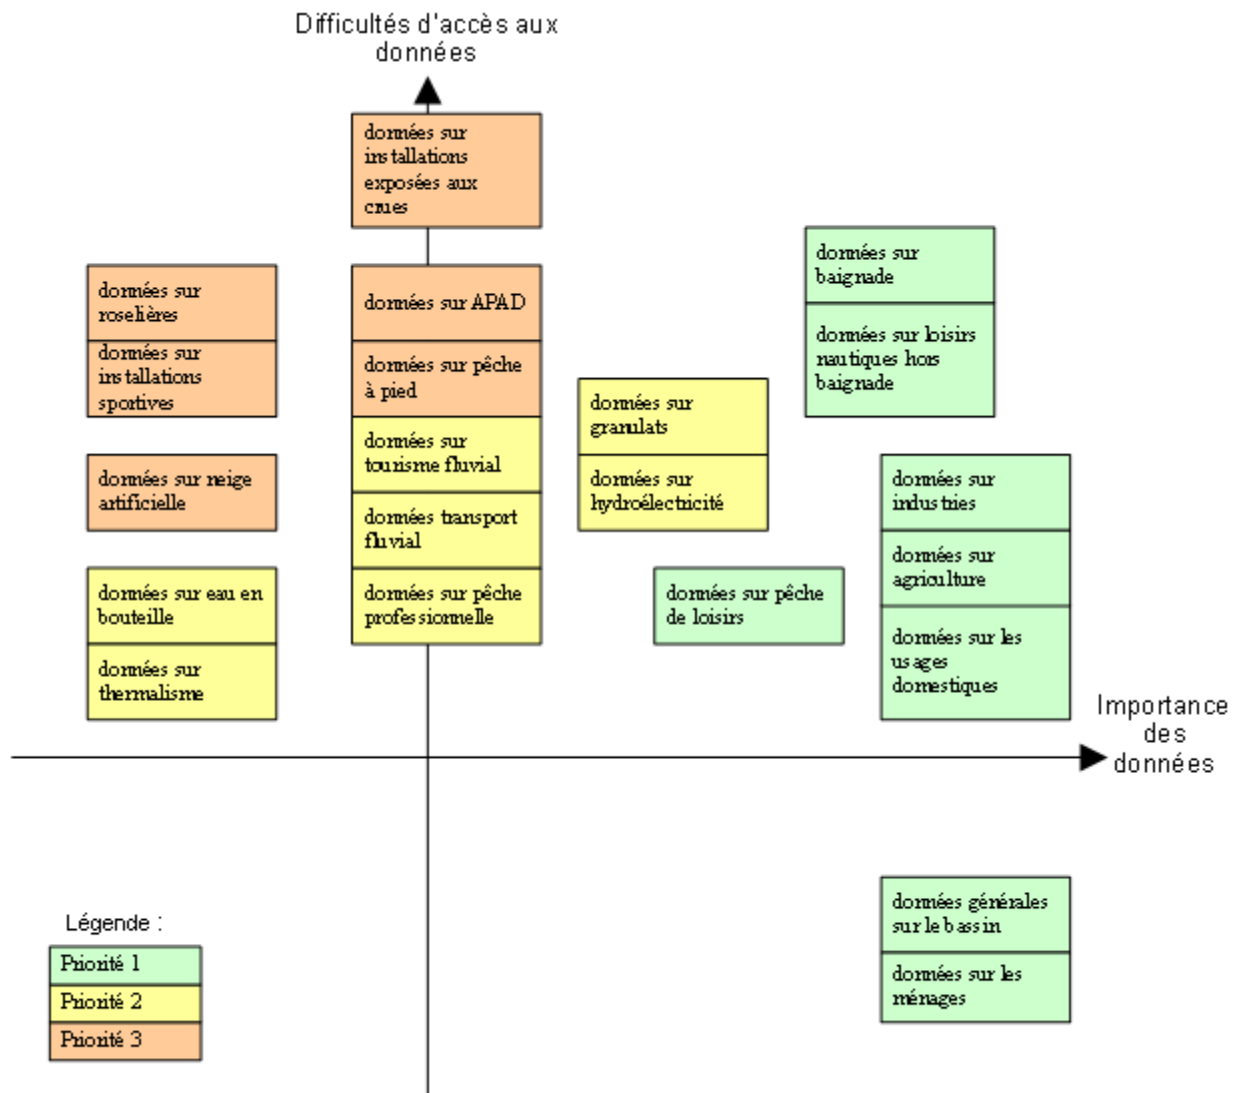 Difficultés d'accès aux
données
données sur
installations
exposées aux
crues
données sur
baignade
données sur loisirs
nautiques hors
baignade
données sur
roselières
données sur
installations
sportives
données sur APAD
données sur pêche
à pied
données sur
tourisme fluvial
données transport
fluvial
données sur pêche
professionnelle
données sur
granulats
données sur
hydroélectricité
données sur neige
artificielle
données sur
industries
données sur
agriculture
données sur les
usages
domestiques
données sur eau en
bouteille
données sur
thermalisme
données sur pêche
de loisirs
Importance
des
données
données générales
sur le bassin
données sur les
ménages
Légende :
Priorité 1
Priorité 2
Priorité 3